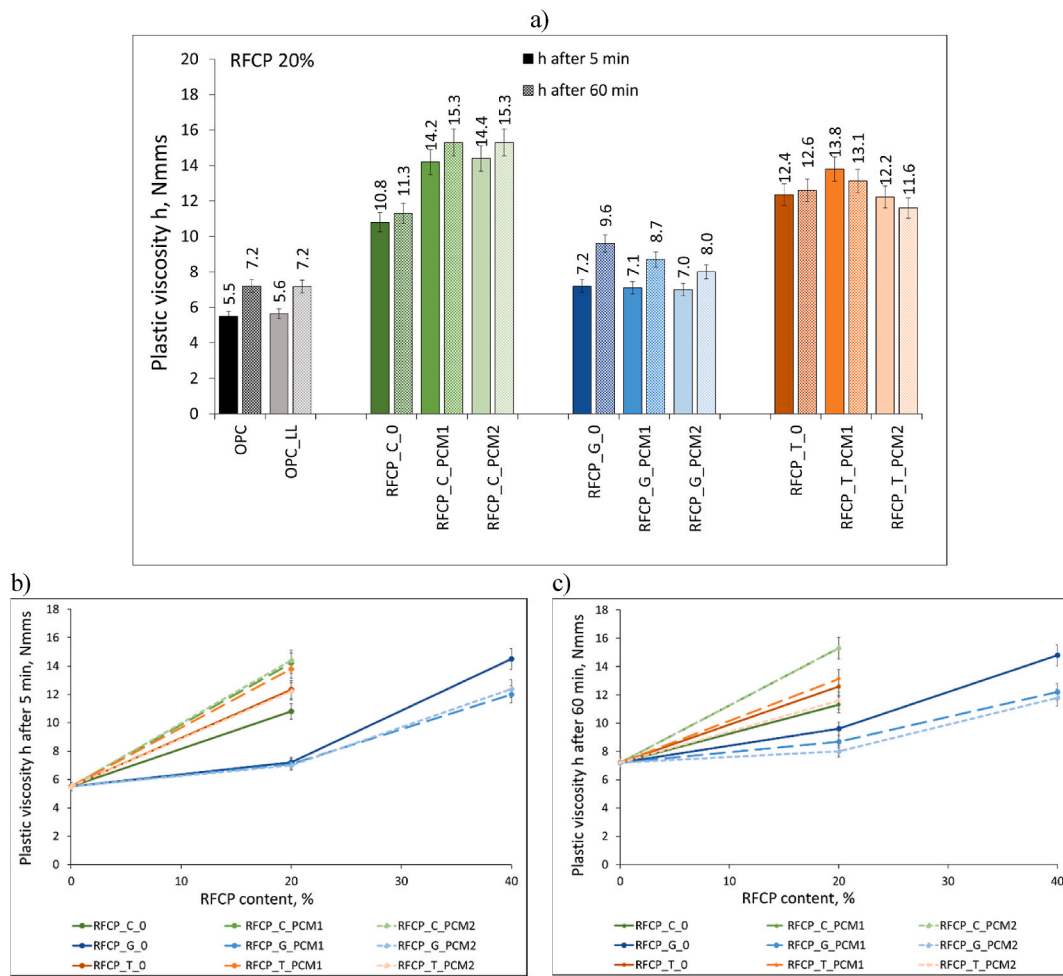 a)
RFCP 20%
h after 5 min
h after 60 min
Plastic viscosity h, Nmms
20
18
16
14
12
10
8
6
4
2
0
5.5
7.2
5.6
7.2
10.8
11.3
14.2
15.3
14.4
15.3
7.2
9.6
7.1
8.7
7.0
8.0
12.4
12.6
13.8
13.1
12.2
11.6
OPC
OPC_LL
RFCP_C_0
RFCP_C_PCM1
RFCP_C_PCM2
RFCP_G_0
RFCP_G_PCM1
RFCP_G_PCM2
RFCP_T_0
RFCP_T_PCM1
RFCP_T_PCM2
b)
Plastic viscosity h after 5 min, Nmms
18
16
14
12
10
8
6
4
2
0
0 10 20 30 40
RFCP content, %
RFCP_C_0 RFCP_C_PCM1 RFCP_C_PCM2
RFCP_G_0 RFCP_G_PCM1 RFCP_G_PCM2
RFCP_T_0 RFCP_T_PCM1 RFCP_T_PCM2
c)
Plastic viscosity h after 60 min, Nmms
18
16
14
12
10
8
6
4
2
0
0 10 20 30 40
RFCP content, %
RFCP_C_0 RFCP_C_PCM1 RFCP_C_PCM2
RFCP_G_0 RFCP_G_PCM1 RFCP_G_PCM2
RFCP_T_0 RFCP_T_PCM1 RFCP_T_PCM2